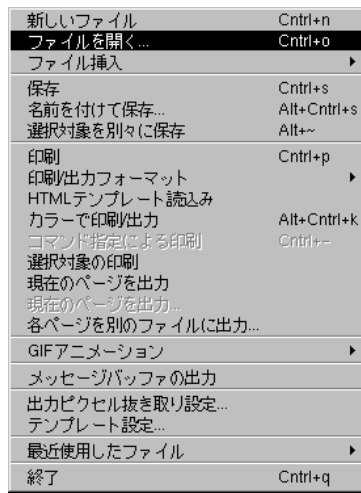 新しいファイル Cntrl+n
ファイルを開く... Cntrl+o
ファイル挿入
保存 Cntrl+s
名前を付けて保存... Alt+Cntrl+s
選択対象を別々に保存 Alt+~
印刷 Cntrl+p
印刷/出力フォーマット
HTMLテンプレート読込み
カラーで印刷/出力 Alt+Cntrl+k
コマンド指定による印刷 Cntrl+-
選択対象の印刷
現在のページを出力
現在のページを出力...
各ページを別のファイルに出力...
GIFアニメーション
メッセージバッファの出力
出力ピクセル抜き取り設定...
テンプレート設定...
最近使用したファイル
終了 Cntrl+q